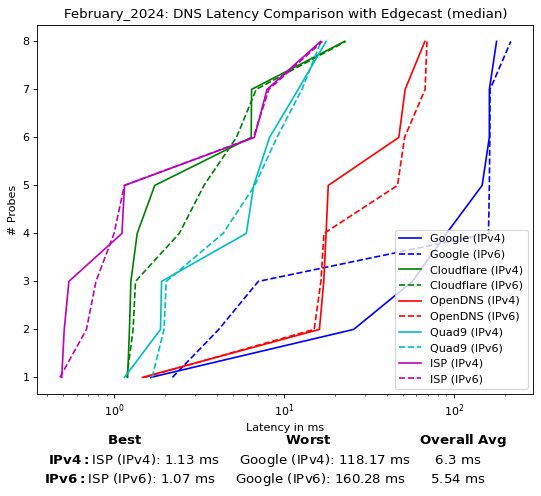 February_2024: DNS Latency Comparison with Edgecast (median)
8
7
6
5
4
3
2
1
# Probes
Google (IPv4)
Google (IPv6)
Cloudflare (IPv4)
Cloudflare (IPv6)
OpenDNS (IPv4)
OpenDNS (IPv6)
Quad9 (IPv4)
Quad9 (IPv6)
ISP (IPv4)
ISP (IPv6)
10⁰ 10¹ 10²
Latency in ms
Best Worst Overall Avg
IPv4: ISP (IPv4): 1.13 ms Google (IPv4): 118.17 ms 6.3 ms
IPv6: ISP (IPv6): 1.07 ms Google (IPv6): 160.28 ms 5.54 ms